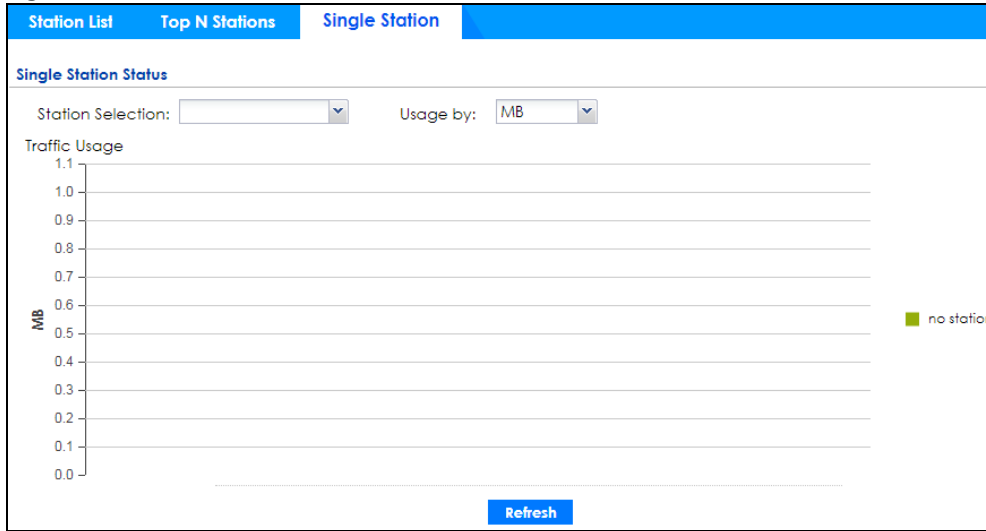 Station List Top N Stations Single Station
Single Station Status
Station Selection: Usage by: MB
Traffic Usage
1.1
1.0
0.9
0.8
0.7
0.6
MB
0.5
no statio
0.4
0.3
0.2
0.1
0.0
Refresh